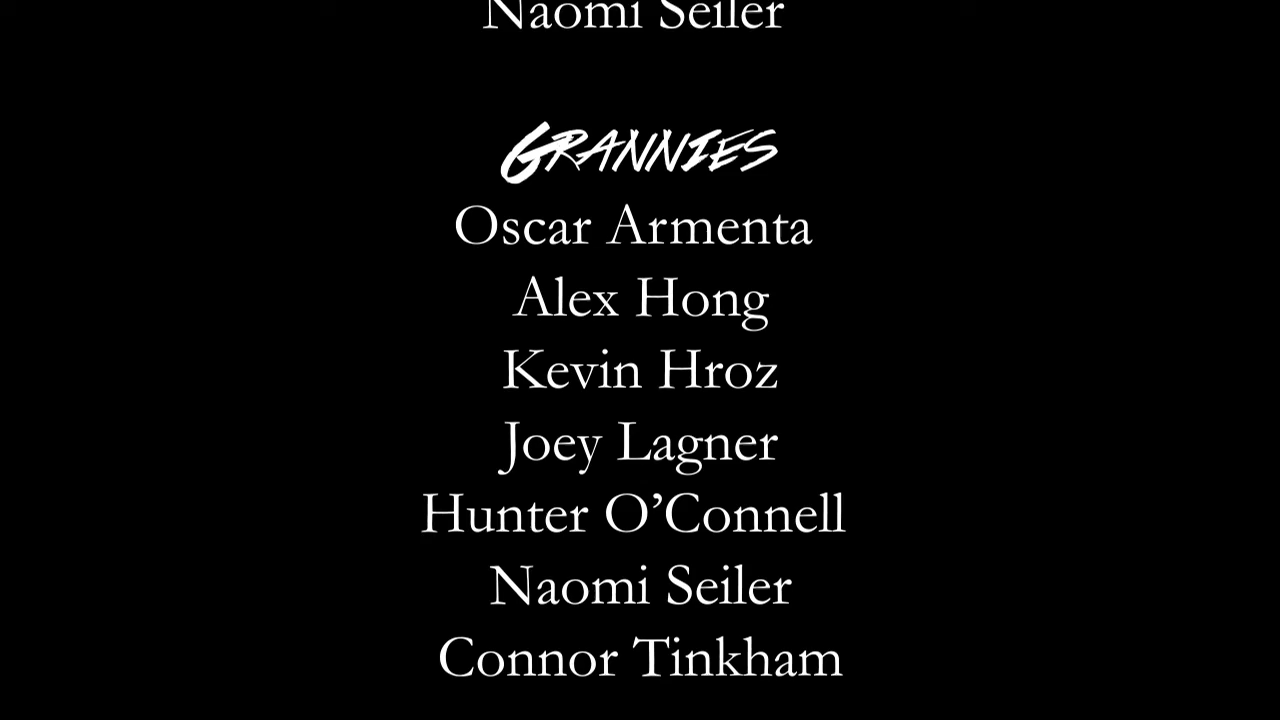 Naomi Seiler
GRANNIES
Oscar Armenta
Alex Hong
Kevin Hroz
Joey Lagner
Hunter O’Connell
Naomi Seiler
Connor Tinkham